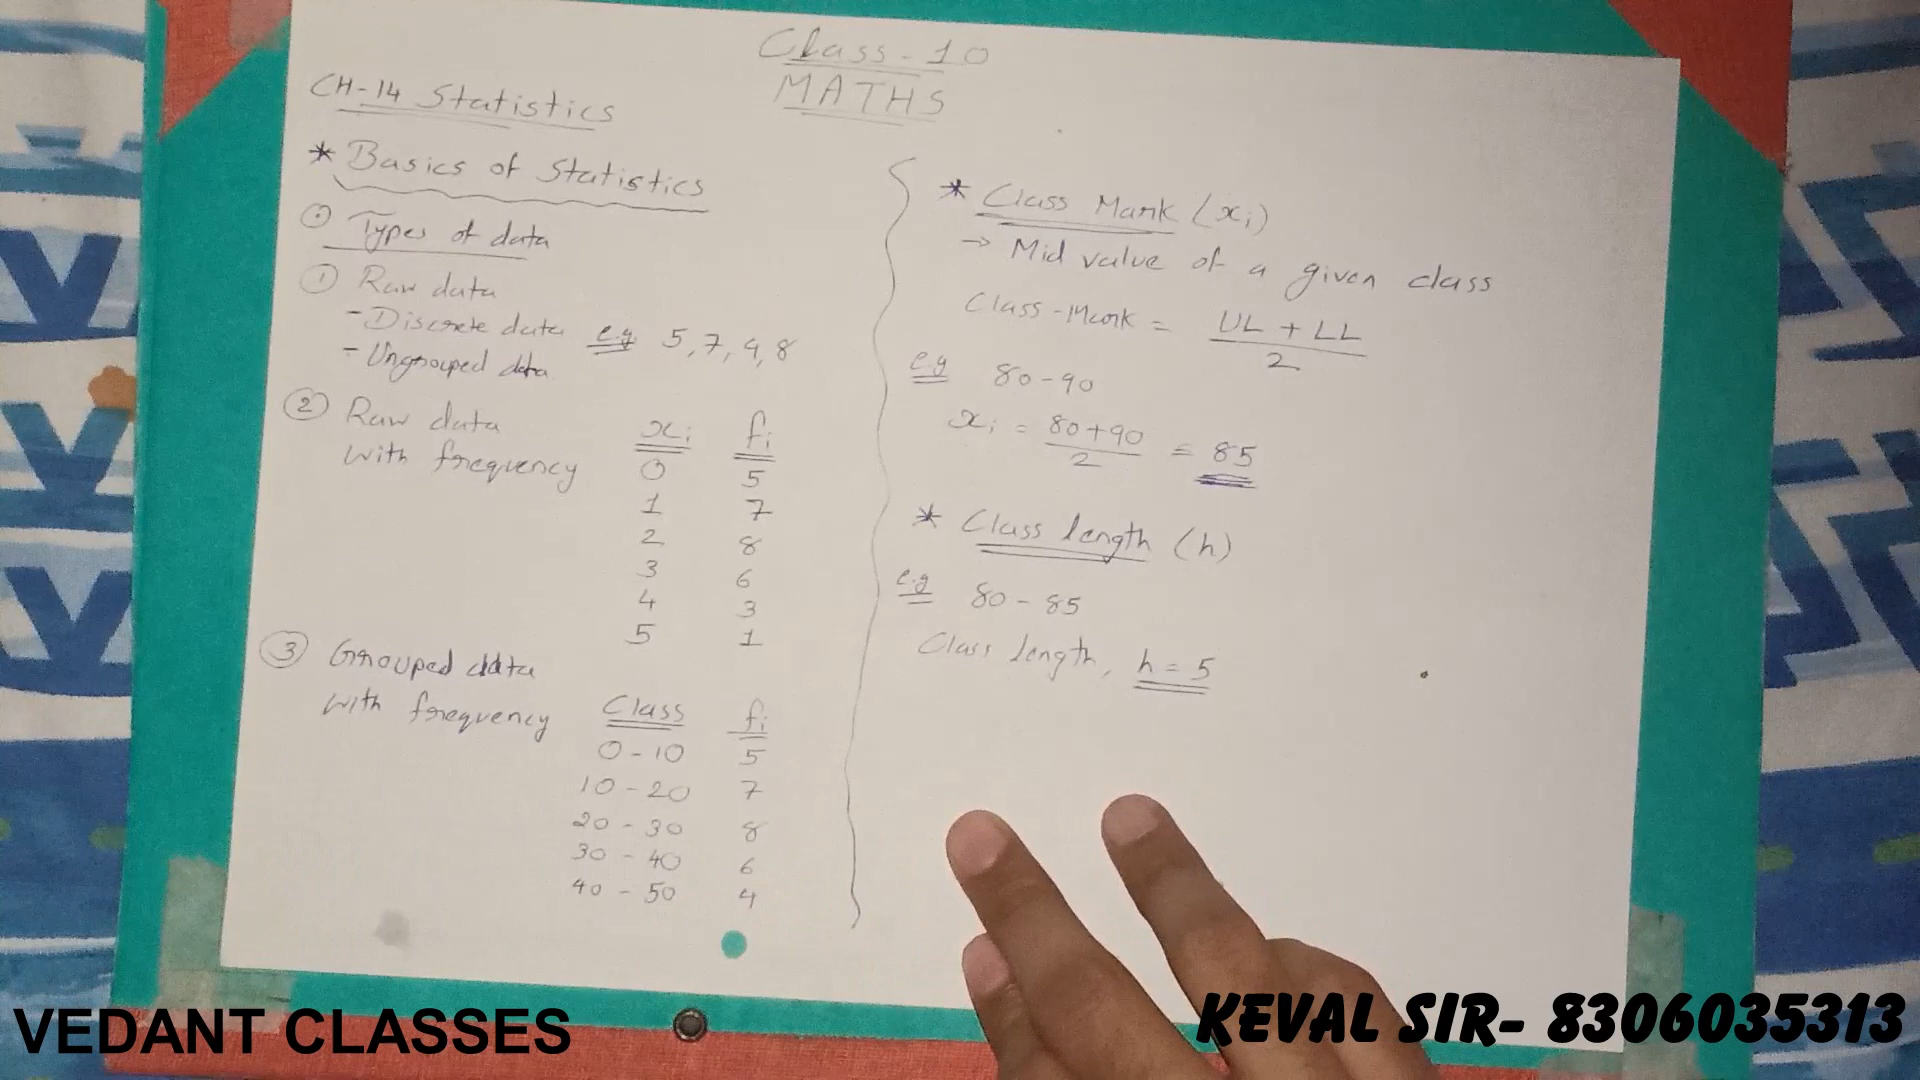 Class-10
MATHS
CH-14 Statistics
* Basics of Statistics
Types of data
① Raw data
- Discrete data
- Ungrouped data
e.g 5, 7, 9, 8
② Raw data
with frequency
xi fi
0 5
1 7
2 8
3 6
4 3
5 1
③ Grouped data
with frequency
Class fi
0-10 5
10-20 7
20-30 8
30-40 6
40-50 4
* Class Mark (xi)
→ Mid value of a given class
Class-Mark = UL + LL
2
e.g 80-90
xi = 80+90 = 85
2
* Class length (h)
e.g 80-85
Class length, h = 5
VEDANT CLASSES
KEVAL SIR- 8306035313